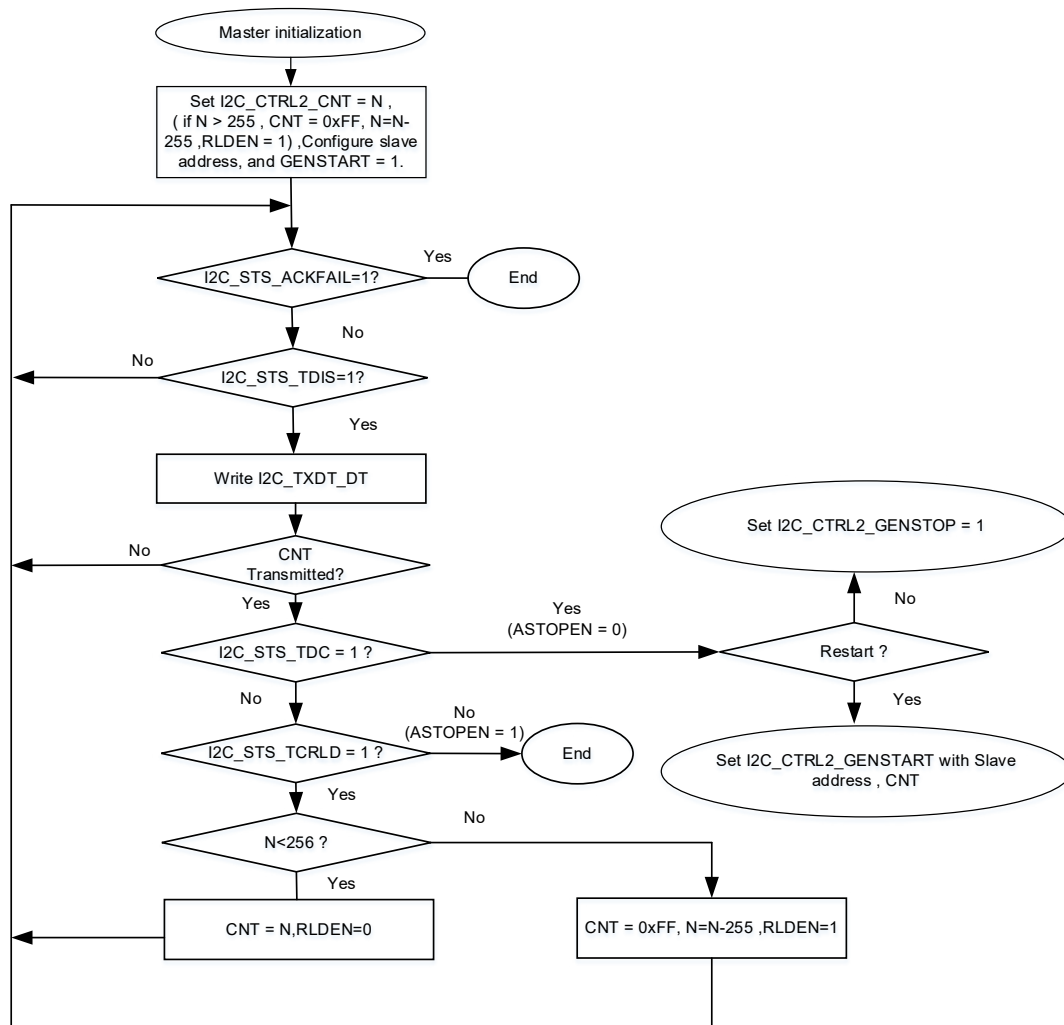 Master initialization
Set I2C_CTRL2_CNT = N ,
( if N > 255 , CNT = 0xFF, N=N-
255 ,RLDEN = 1) ,Configure slave
address, and GENSTART = 1.
Yes
I2C_STS_ACKFAIL=1?
End
No
No
I2C_STS_TDIS=1?
Yes
Write I2C_TXDT_DT
Set I2C_CTRL2_GENSTOP = 1
No
CNT
Transmitted?
Yes
Yes
(ASTOPEN = 0)
No
I2C_STS_TDC = 1 ?
Restart ?
No
Yes
No
(ASTOPEN = 1)
I2C_STS_TCRLD = 1 ?
End
Set I2C_CTRL2_GENSTART with Slave
address , CNT
Yes
No
N<256 ?
Yes
CNT = N,RLDEN=0
CNT = 0xFF, N=N-255 ,RLDEN=1